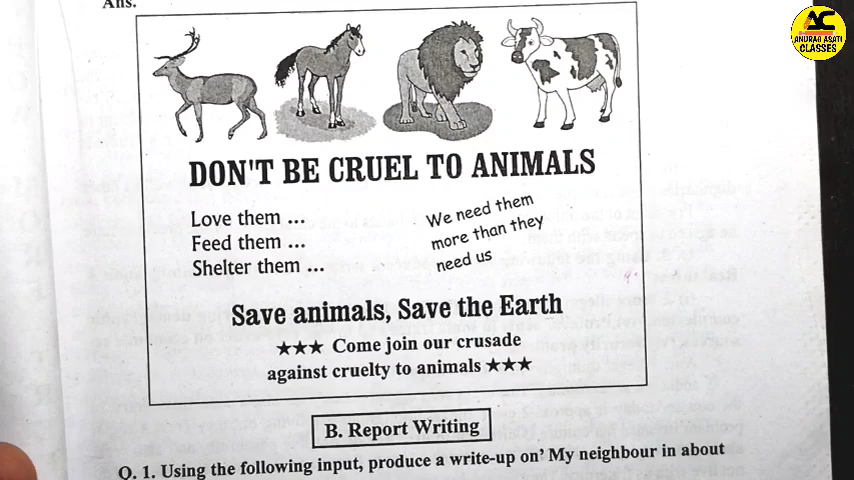 Ans.
AC
ANURAG ASATI
CLASSES
DON'T BE CRUEL TO ANIMALS
Love them ...
Feed them ...
Shelter them ...
We need them
more than they
need us
Save animals, Save the Earth
★★★ Come join our crusade
against cruelty to animals ★★★
B. Report Writing
Q. 1. Using the following input, produce a write-up on' My neighbour in about